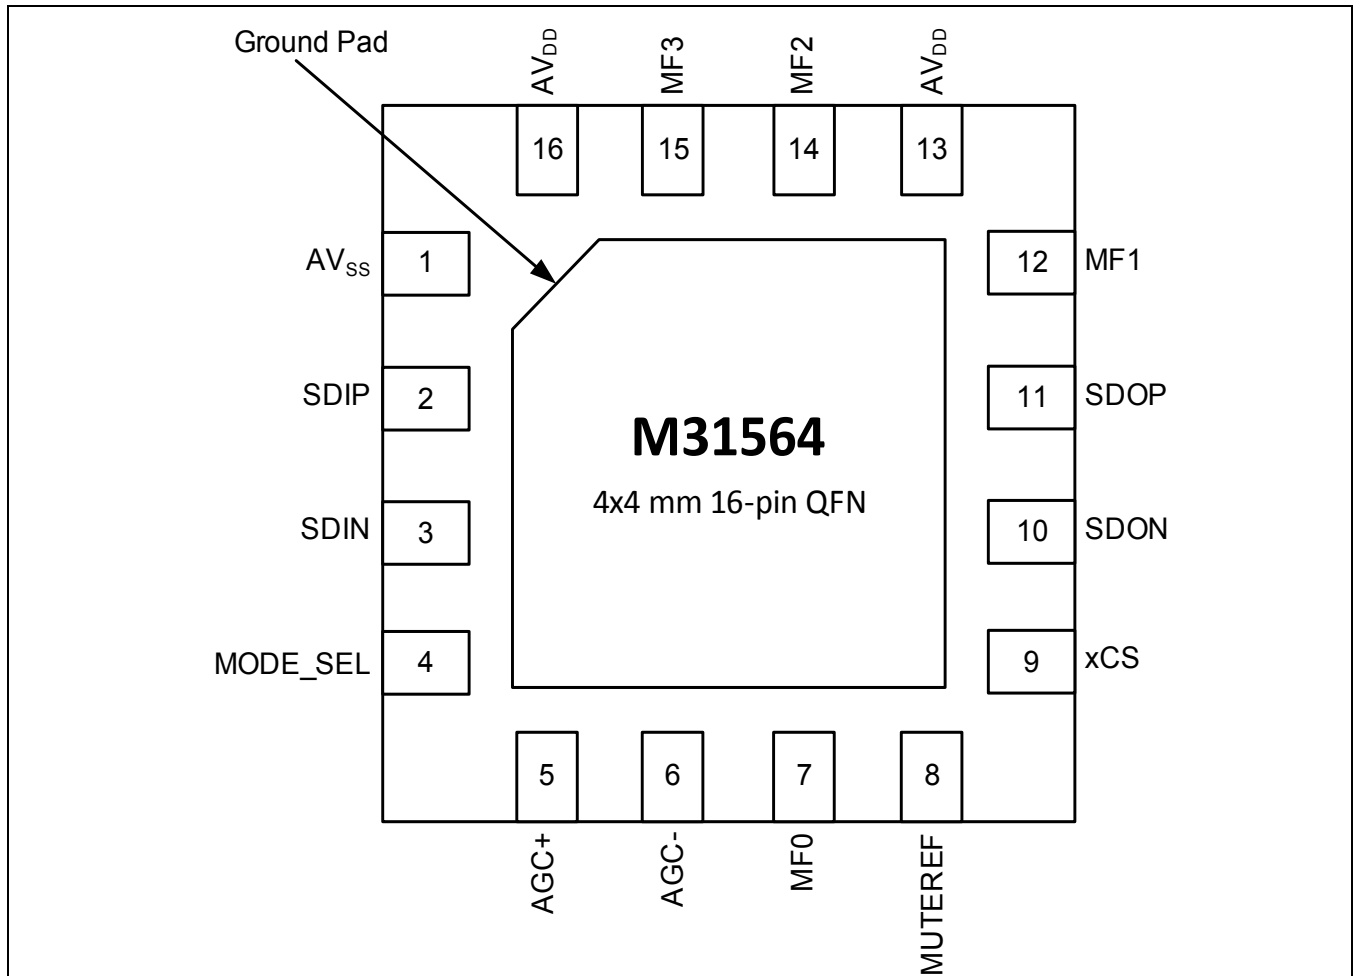 Ground Pad
AVDD
MF3
MF2
AVDD
16
15
14
13
AVSS
1
12
MF1
SDIP
2
11
SDOP
M31564
4x4 mm 16-pin QFN
SDIN
3
10
SDON
MODE_SEL
4
9
xCS
5
6
7
8
AGC+
AGC-
MF0
MUTEREF